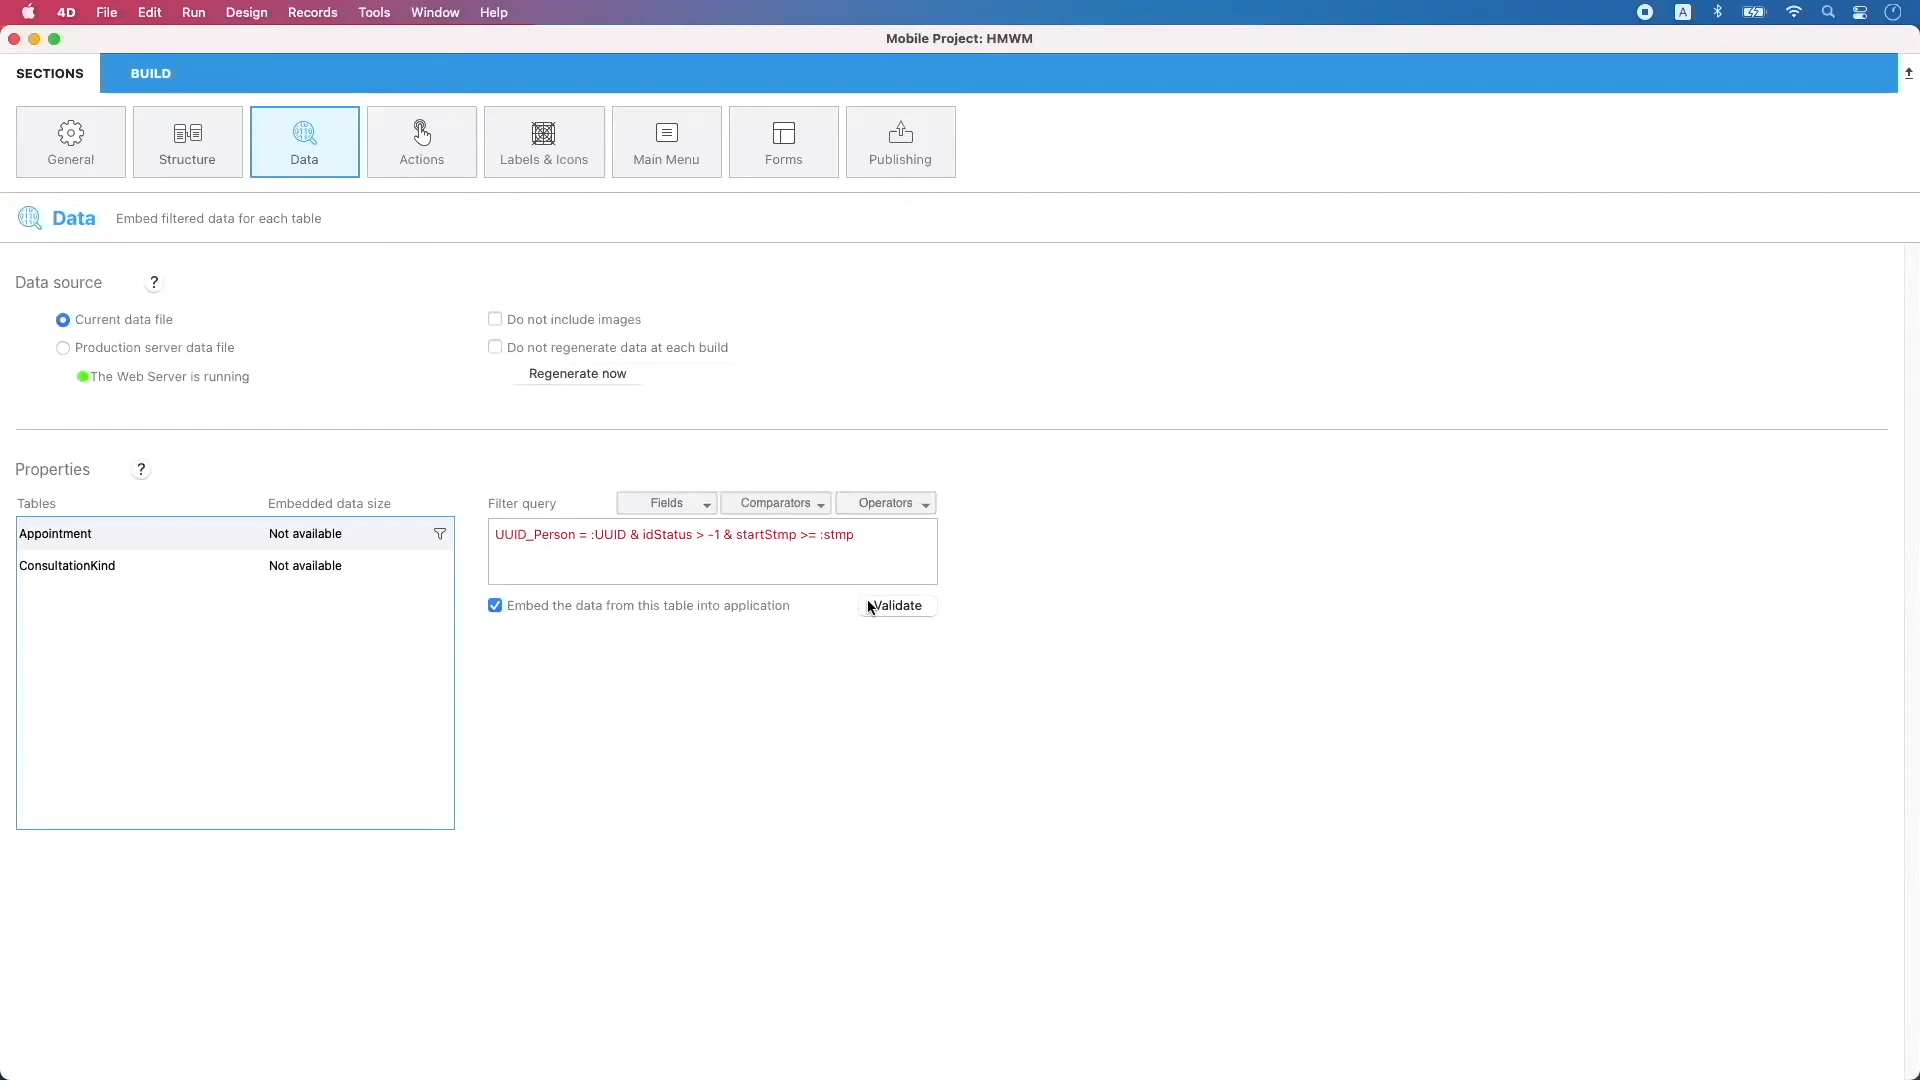 4D File Edit Run Design Records Tools Window Help A
Mobile Project: HMWM
SECTIONS BUILD
General Structure Data Actions Labels & Icons Main Menu Forms Publishing
Data Embed filtered data for each table
Data source ?
Current data file Do not include images
Production server data file Do not regenerate data at each build
The Web Server is running Regenerate now
Properties ?
Tables Embedded data size Filter query Fields Comparators Operators
Appointment Not available UUID_Person = :UUID & idStatus > -1 & startStmp >= :stmp
ConsultationKind Not available
Embed the data from this table into application Validate